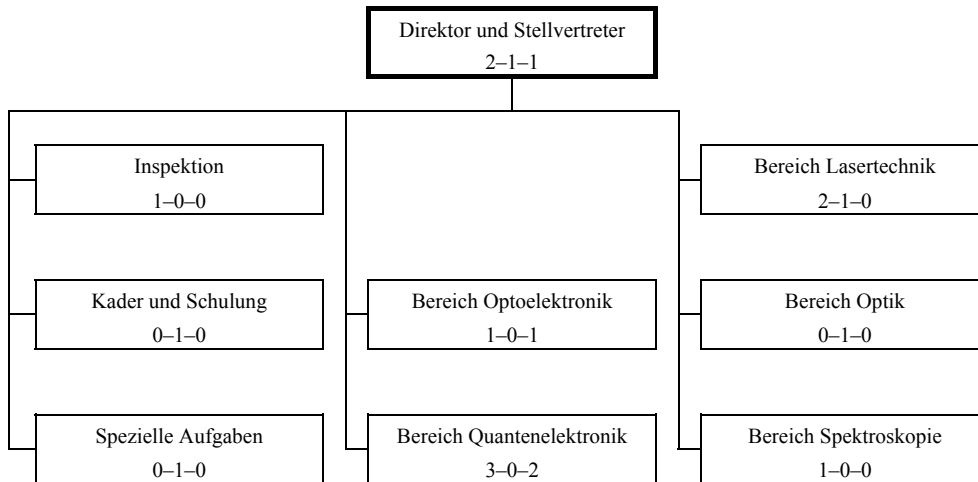 Direktor und Stellvertreter
2–1–1
Inspektion
1–0–0
Bereich Lasertechnik
2–1–0
Kader und Schulung
0–1–0
Bereich Optoelektronik
1–0–1
Bereich Optik
0–1–0
Spezielle Aufgaben
0–1–0
Bereich Quantenelektronik
3–0–2
Bereich Spektroskopie
1–0–0